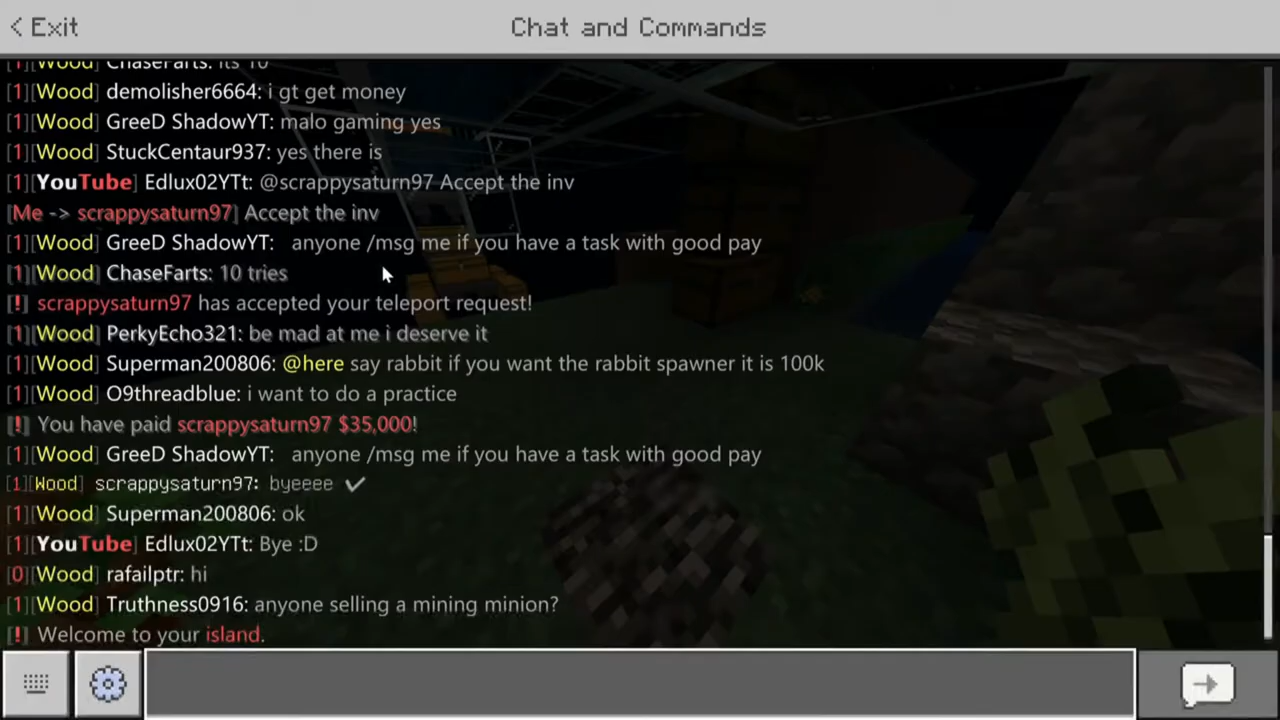 Exit
Chat and Commands
[1][Wood] ChaseFarts: its 10
[1][Wood] demolisher6664: i gt get money
[1][Wood] GreeD ShadowYT: malo gaming yes
[1][Wood] StuckCentaur937: yes there is
[1][YouTube] Edlux02YTt: @scrappysaturn97 Accept the inv
[Me -> scrappysaturn97] Accept the inv
[1][Wood] GreeD ShadowYT: anyone /msg me if you have a task with good pay
[1][Wood] ChaseFarts: 10 tries
[!] scrappysaturn97 has accepted your teleport request!
[1][Wood] PerkyEcho321: be mad at me i deserve it
[1][Wood] Superman200806: @here say rabbit if you want the rabbit spawner it is 100k
[1][Wood] O9threadblue: i want to do a practice
[!] You have paid scrappysaturn97 $35,000!
[1][Wood] GreeD ShadowYT: anyone /msg me if you have a task with good pay
[1][Wood] scrappysaturn97: byeeee ✓
[1][Wood] Superman200806: ok
[1][YouTube] Edlux02YTt: Bye :D
[0][Wood] rafailptr: hi
[1][Wood] Truthness0916: anyone selling a mining minion?
[!] Welcome to your island.